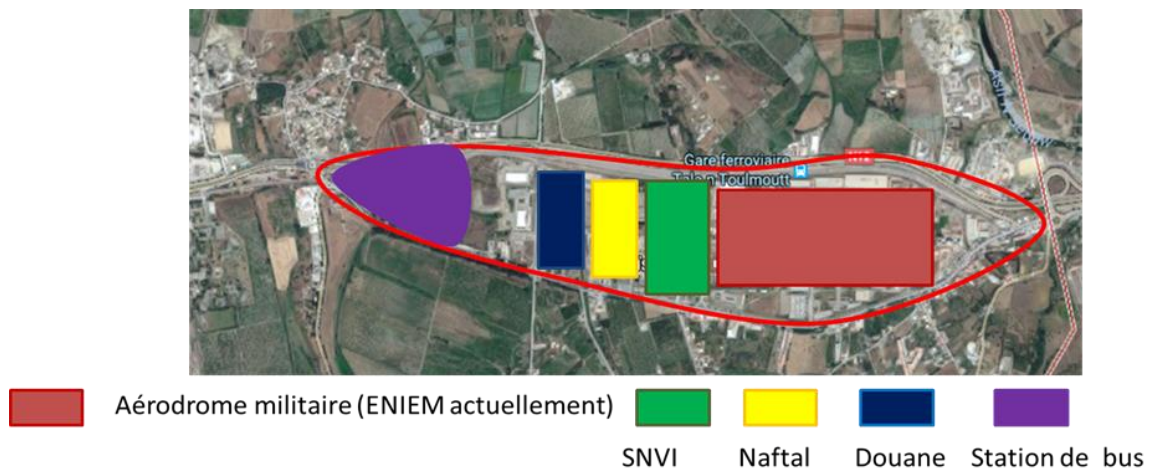 Gare ferroviaire
Aérodrome militaire (ENIEM actuellement)
SNVI Naftal Douane Station de bus